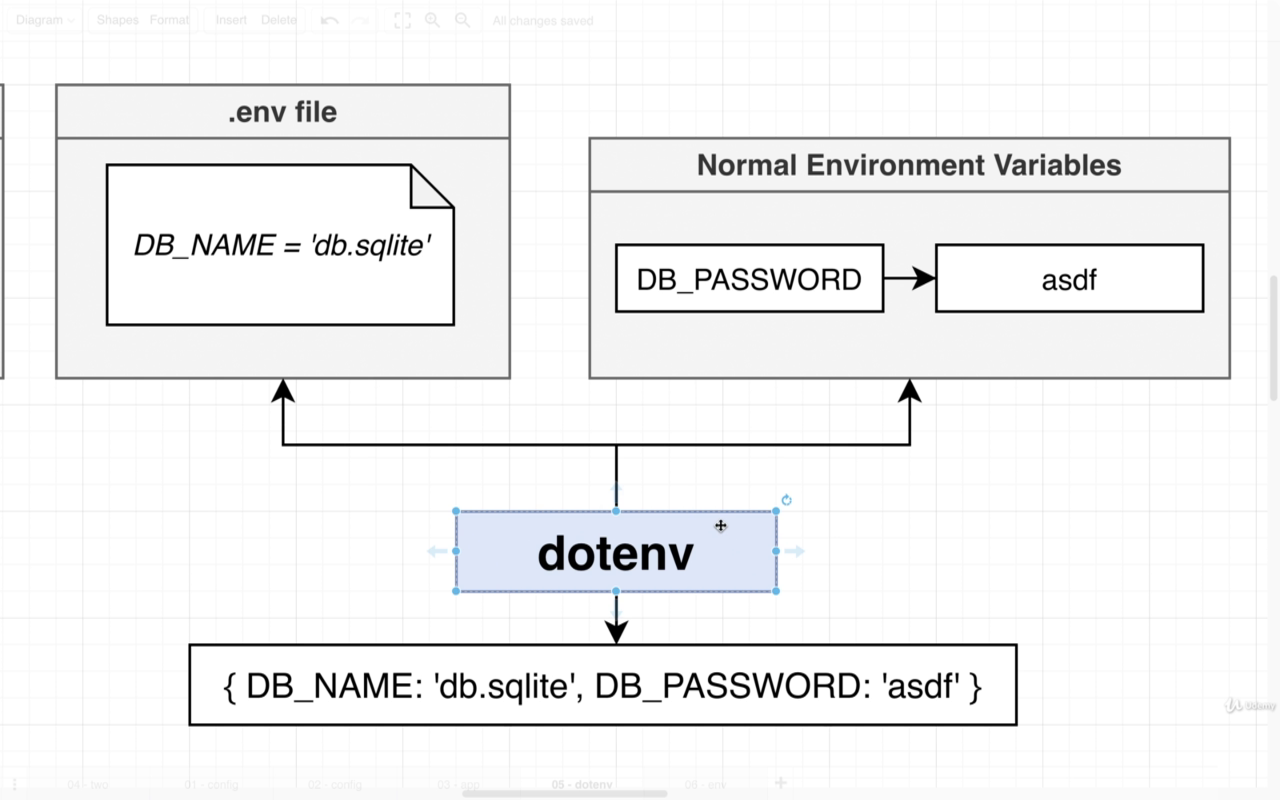 Diagram Shapes Format Insert Delete All changes saved
.env file
DB_NAME = 'db.sqlite'
Normal Environment Variables
DB_PASSWORD
asdf
dotenv
{ DB_NAME: 'db.sqlite', DB_PASSWORD: 'asdf' }
Udemy
04 - two 01 - config 02 - config 03 - app 05 - dotenv 06 - env